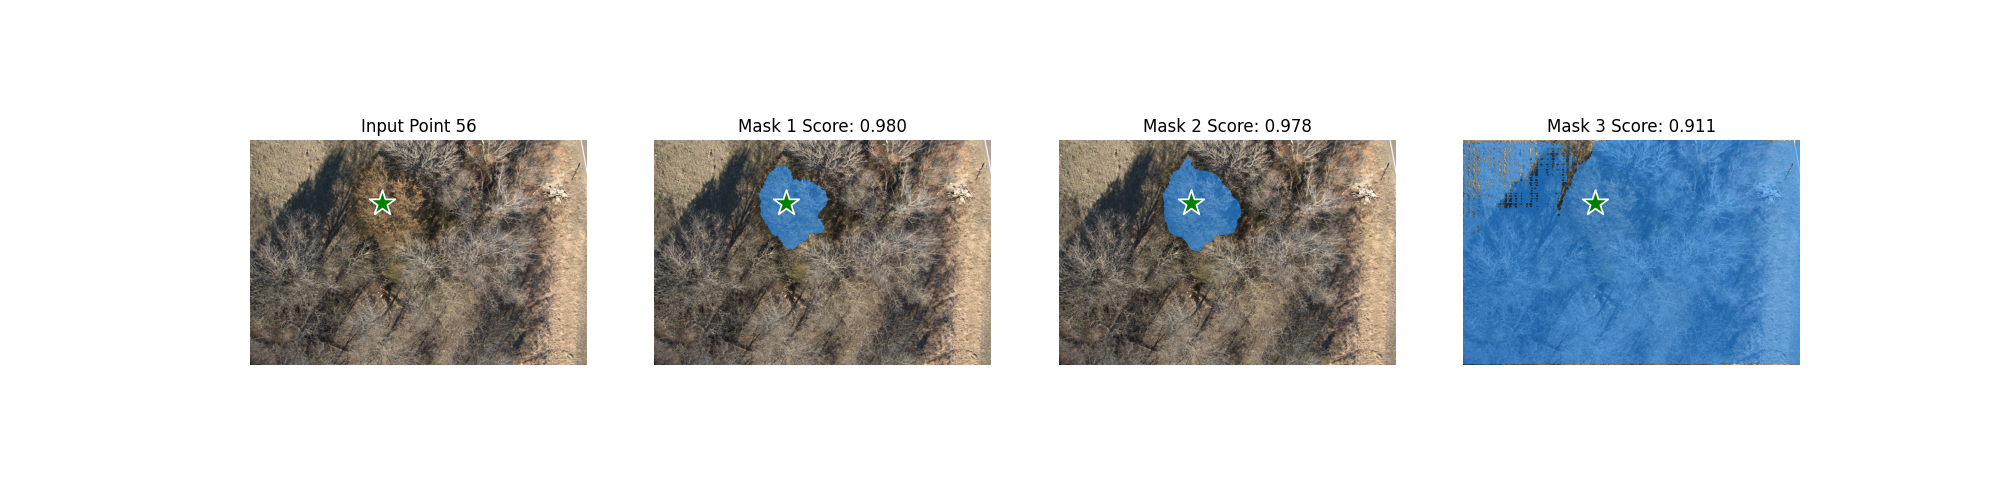 Input Point 56
Mask 1 Score: 0.980
Mask 2 Score: 0.978
Mask 3 Score: 0.911